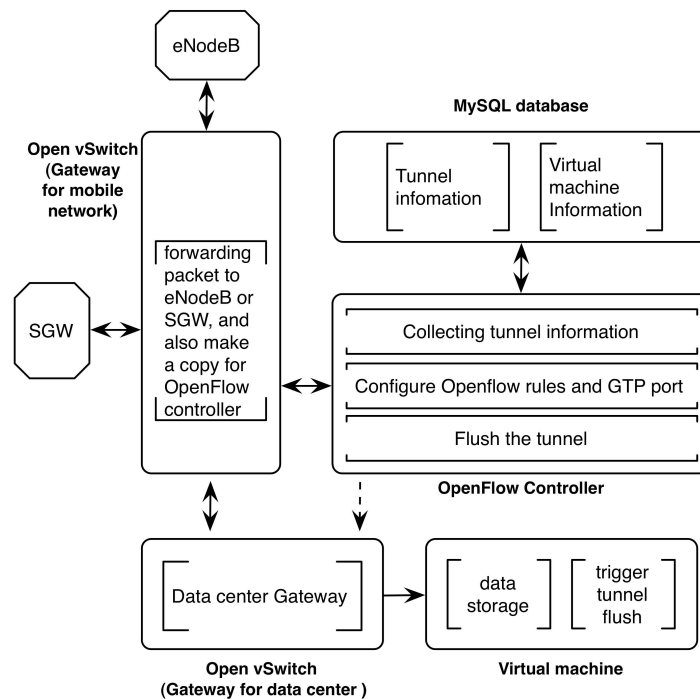 eNodeB
MySQL database
Open vSwitch
(Gateway
for mobile
network)
Tunnel
infomation
Virtual
machine
Information
forwarding
packet to
eNodeB or
SGW, and
also make
a copy for
OpenFlow
controller
SGW
Collecting tunnel information
Configure Openflow rules and GTP port
Flush the tunnel
OpenFlow Controller
Data center Gateway
data
storage
trigger
tunnel
flush
Open vSwitch
(Gateway for data center )
Virtual machine